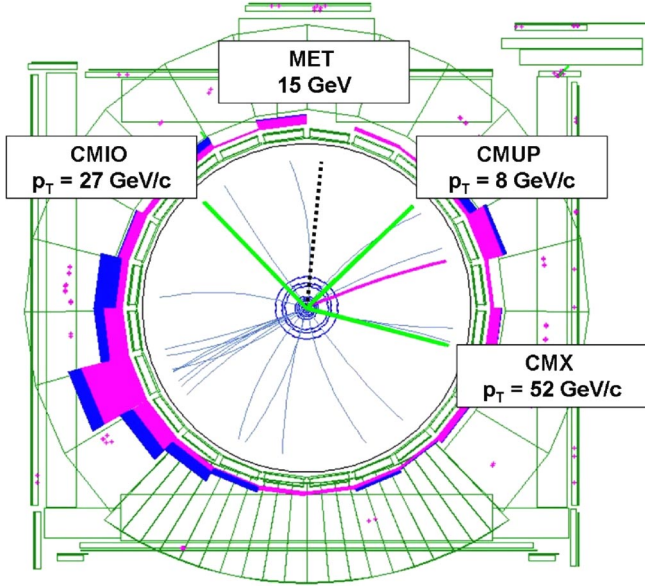 MET
15 GeV
CMIO
pT = 27 GeV/c
CMUP
pT = 8 GeV/c
CMX
pT = 52 GeV/c